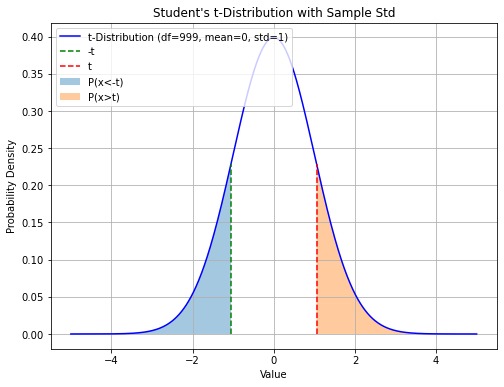 Student's t-Distribution with Sample Std
t-Distribution (df=999, mean=0, std=1)
-t
t
P(x<-t)
P(x>t)
Probability Density
0.40
0.35
0.30
0.25
0.20
0.15
0.10
0.05
0.00
−4 −2 0 2 4
Value